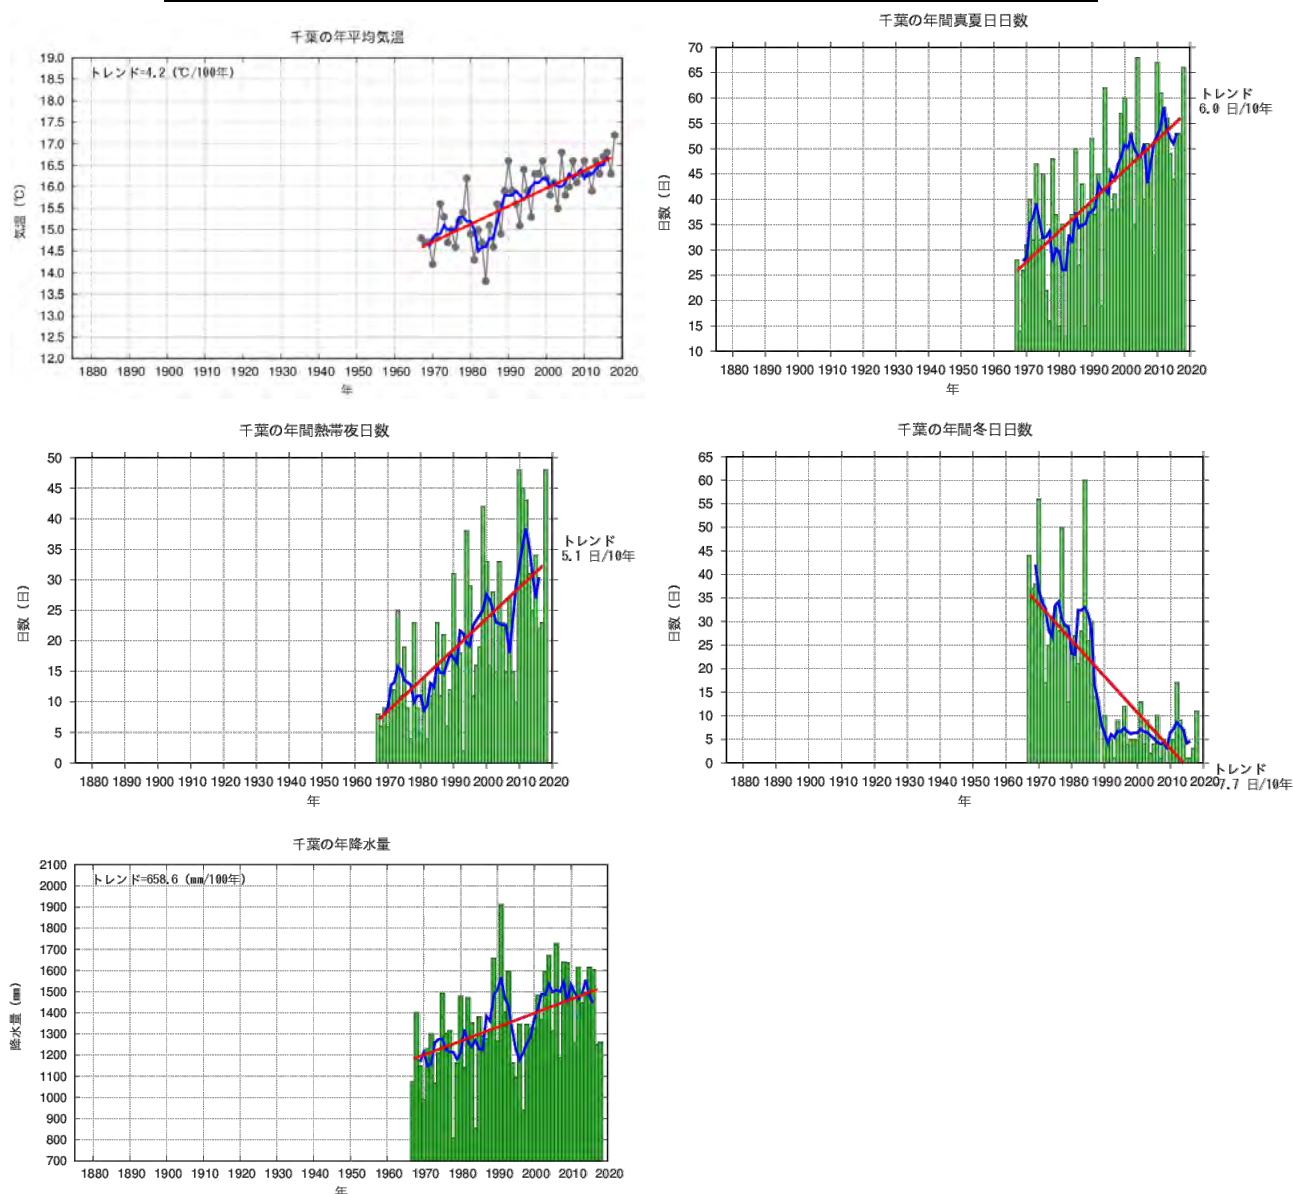 千葉の年平均気温
トレンド=4.2 (℃/100年)
19.0
18.5
18.0
17.5
17.0
16.5
16.0
15.5
15.0
14.5
14.0
13.5
13.0
12.5
12.0
気温 (℃)
1880 1890 1900 1910 1920 1930 1940 1950 1960 1970 1980 1990 2000 2010 2020
年
千葉の年間真夏日日数
70
65
60
55
50
45
40
35
30
25
20
15
10
日数 (日)
トレンド
6.0 日/10年
1880 1890 1900 1910 1920 1930 1940 1950 1960 1970 1980 1990 2000 2010 2020
年
千葉の年間熱帯夜日数
50
45
40
35
30
25
20
15
10
5
0
日数 (日)
トレンド
5.1 日/10年
1880 1890 1900 1910 1920 1930 1940 1950 1960 1970 1980 1990 2000 2010 2020
年
千葉の年間冬日日数
65
60
55
50
45
40
35
30
25
20
15
10
5
0
日数 (日)
1880 1890 1900 1910 1920 1930 1940 1950 1960 1970 1980 1990 2000 2010 2020
トレンド
-7.7 日/10年
年
千葉の年降水量
トレンド=658.6 (mm/100年)
2100
2000
1900
1800
1700
1600
1500
1400
1300
1200
1100
1000
900
800
700
降水量 (mm)
1880 1890 1900 1910 1920 1930 1940 1950 1960 1970 1980 1990 2000 2010 2020
年